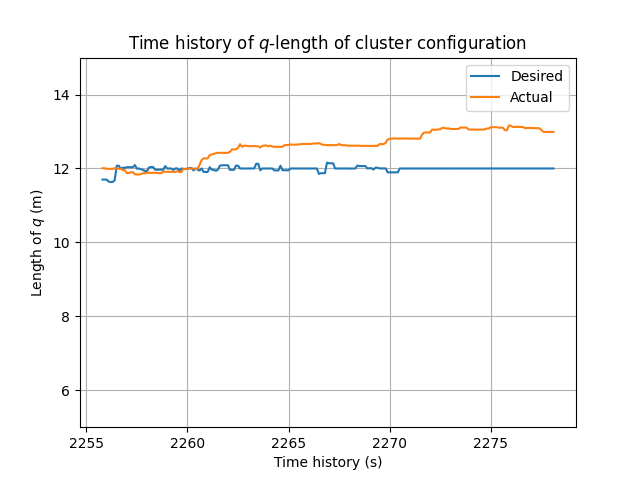 Time history of q-length of cluster configuration
Desired
Actual
14
12
10
8
6
Length of q (m)
2255 2260 2265 2270 2275
Time history (s)